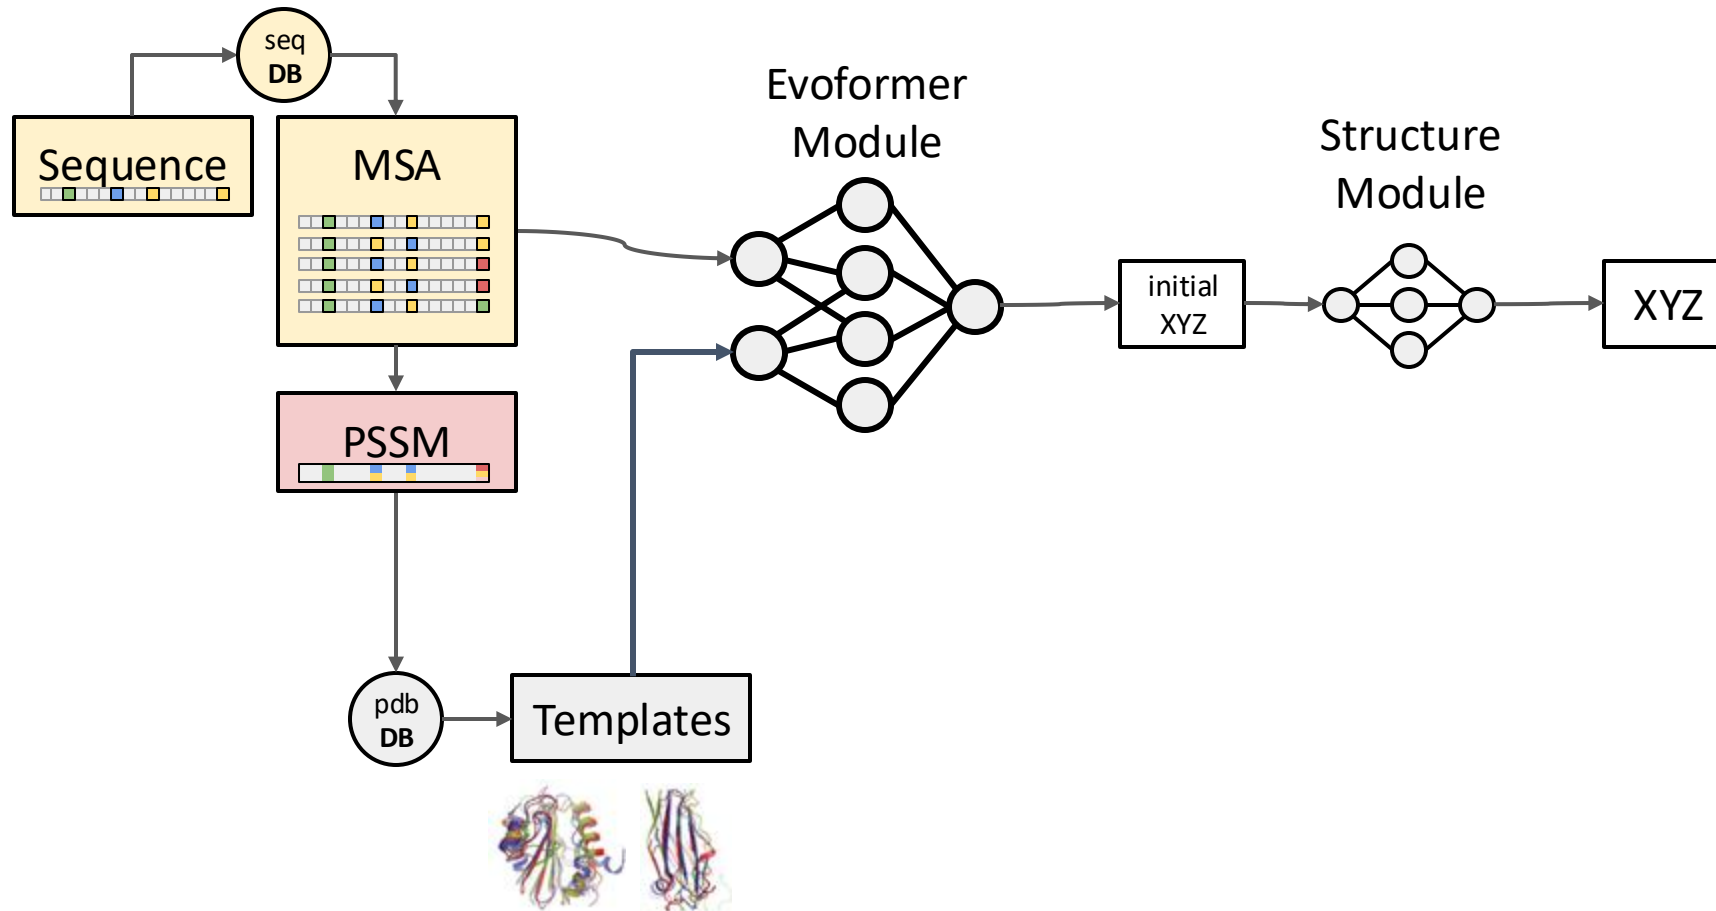 seq
DB
Sequence
MSA
Evoformer
Module
Structure
Module
initial
XYZ
XYZ
PSSM
pdb
DB
Templates